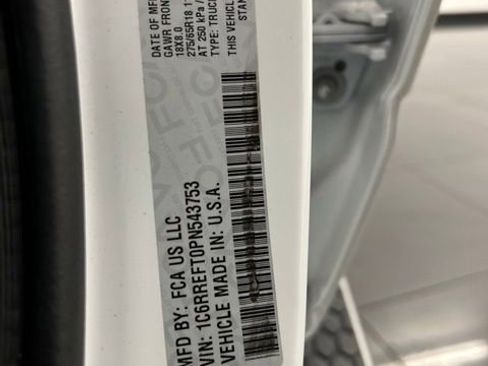 DATE OF MF
GAWR FRONT
18X8.0
275/65R18 1
AT 250 kPa /
TYPE: TRUC
THIS VEHICL
STAN
MFD BY: FCA US LLC
VIN: 1C6RREFT0PN543753
VEHICLE MADE IN: U.S.A.